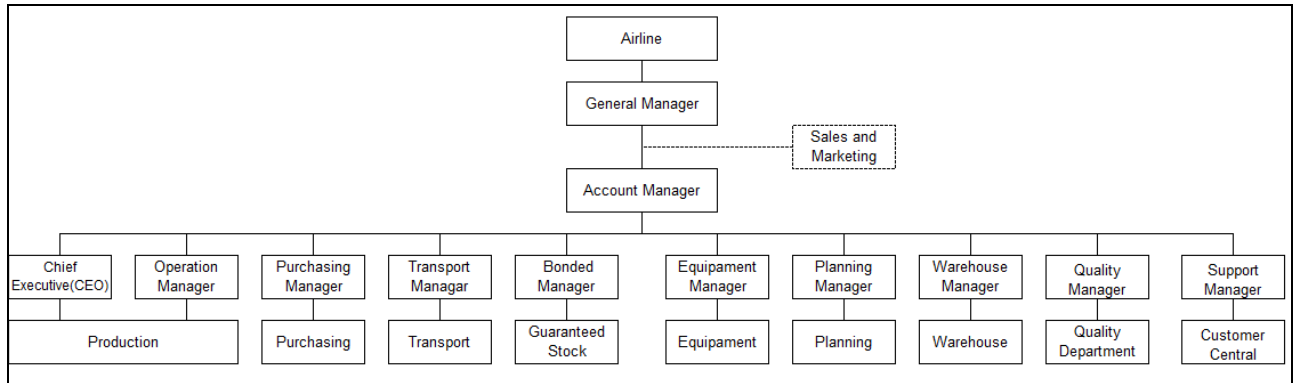 Airline
General Manager
Sales and
Marketing
Account Manager
Chief
Executive(CEO)
Operation
Manager
Purchasing
Manager
Transport
Managar
Bonded
Manager
Equipament
Manager
Planning
Manager
Warehouse
Manager
Quality
Manager
Support
Manager
Production
Purchasing
Transport
Guaranteed
Stock
Equipament
Planning
Warehouse
Quality
Department
Customer
Central